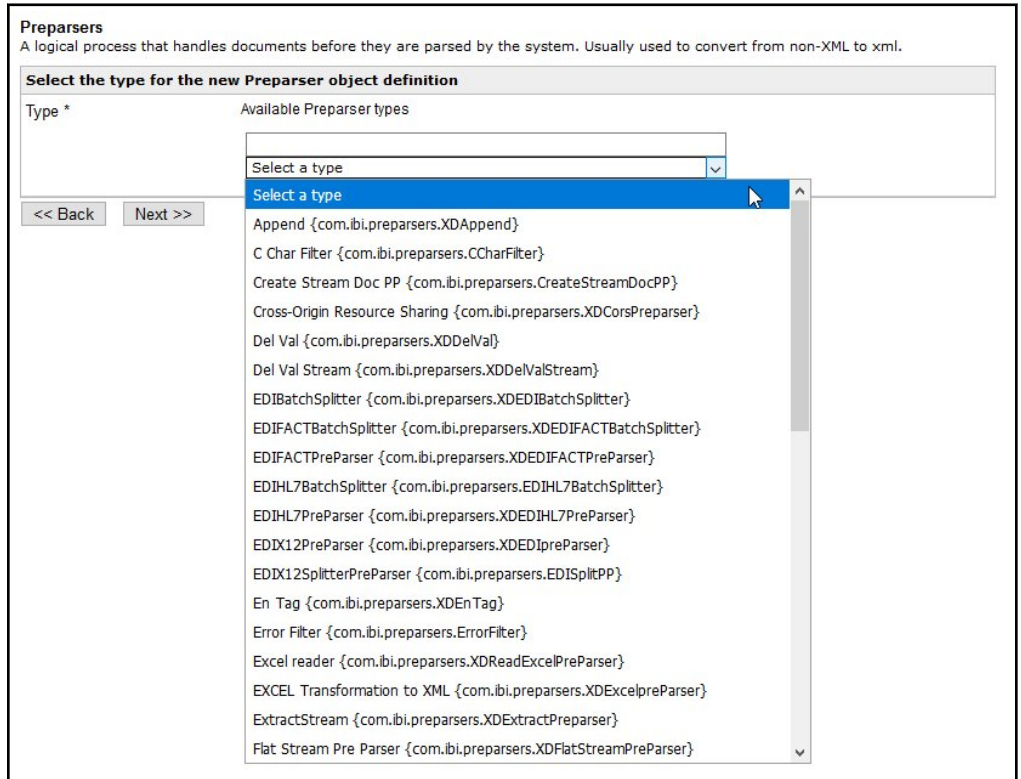 Preparsers
A logical process that handles documents before they are parsed by the system. Usually used to convert from non-XML to xml.
Select the type for the new Preparser object definition
Type *
Available Preparser types
Select a type
Select a type
<< Back
Next >>
Append {com.ibi.preparsers.XDAppend}
C Char Filter {com.ibi.preparsers.CCharFilter}
Create Stream Doc PP {com.ibi.preparsers.CreateStreamDocPP}
Cross-Origin Resource Sharing {com.ibi.preparsers.XDCorsPreparser}
Del Val {com.ibi.preparsers.XDDelVal}
Del Val Stream {com.ibi.preparsers.XDDelValStream}
EDIBatchSplitter {com.ibi.preparsers.XDEDIBatchSplitter}
EDIFACTBatchSplitter {com.ibi.preparsers.XDEDIFACTBatchSplitter}
EDIFACTPreParser {com.ibi.preparsers.XDEDIFACTPreParser}
EDIHL7BatchSplitter {com.ibi.preparsers.EDIHL7BatchSplitter}
EDIHL7PreParser {com.ibi.preparsers.XDEDIHL7PreParser}
EDIX12PreParser {com.ibi.preparsers.XDEDIpreParser}
EDIX12SplitterPreParser {com.ibi.preparsers.EDISplitPP}
En Tag {com.ibi.preparsers.XDEnTag}
Error Filter {com.ibi.preparsers.ErrorFilter}
Excel reader {com.ibi.preparsers.XDReadExcelPreParser}
EXCEL Transformation to XML {com.ibi.preparsers.XDExcelpreParser}
ExtractStream {com.ibi.preparsers.XDExtractPreparser}
Flat Stream Pre Parser {com.ibi.preparsers.XDFlatStreamPreParser}